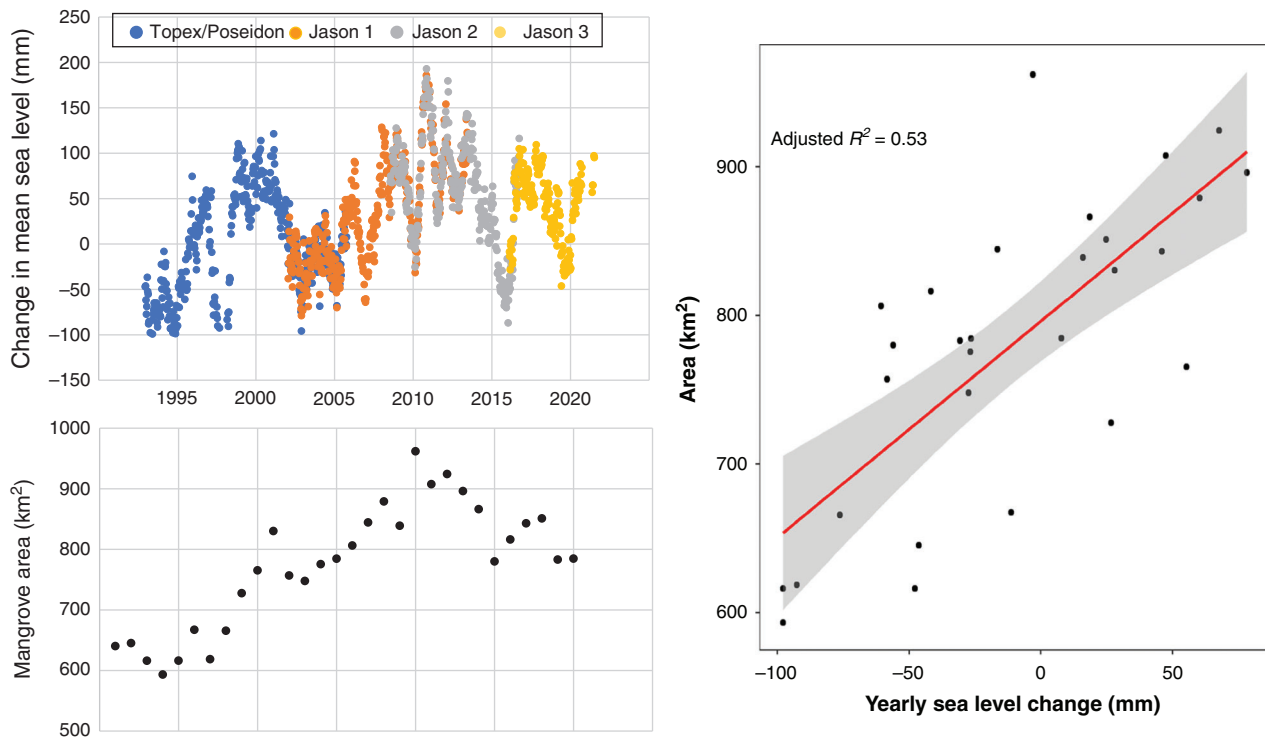 Change in mean sea level (mm)
250
200
150
100
50
0
−50
−100
−150
Topex/Poseidon Jason 1 Jason 2 Jason 3
1995 2000 2005 2010 2015 2020
Mangrove area (km²)
1000
900
800
700
600
500
Adjusted R² = 0.53
Area (km²)
900
800
700
600
−100 −50 0 50
Yearly sea level change (mm)